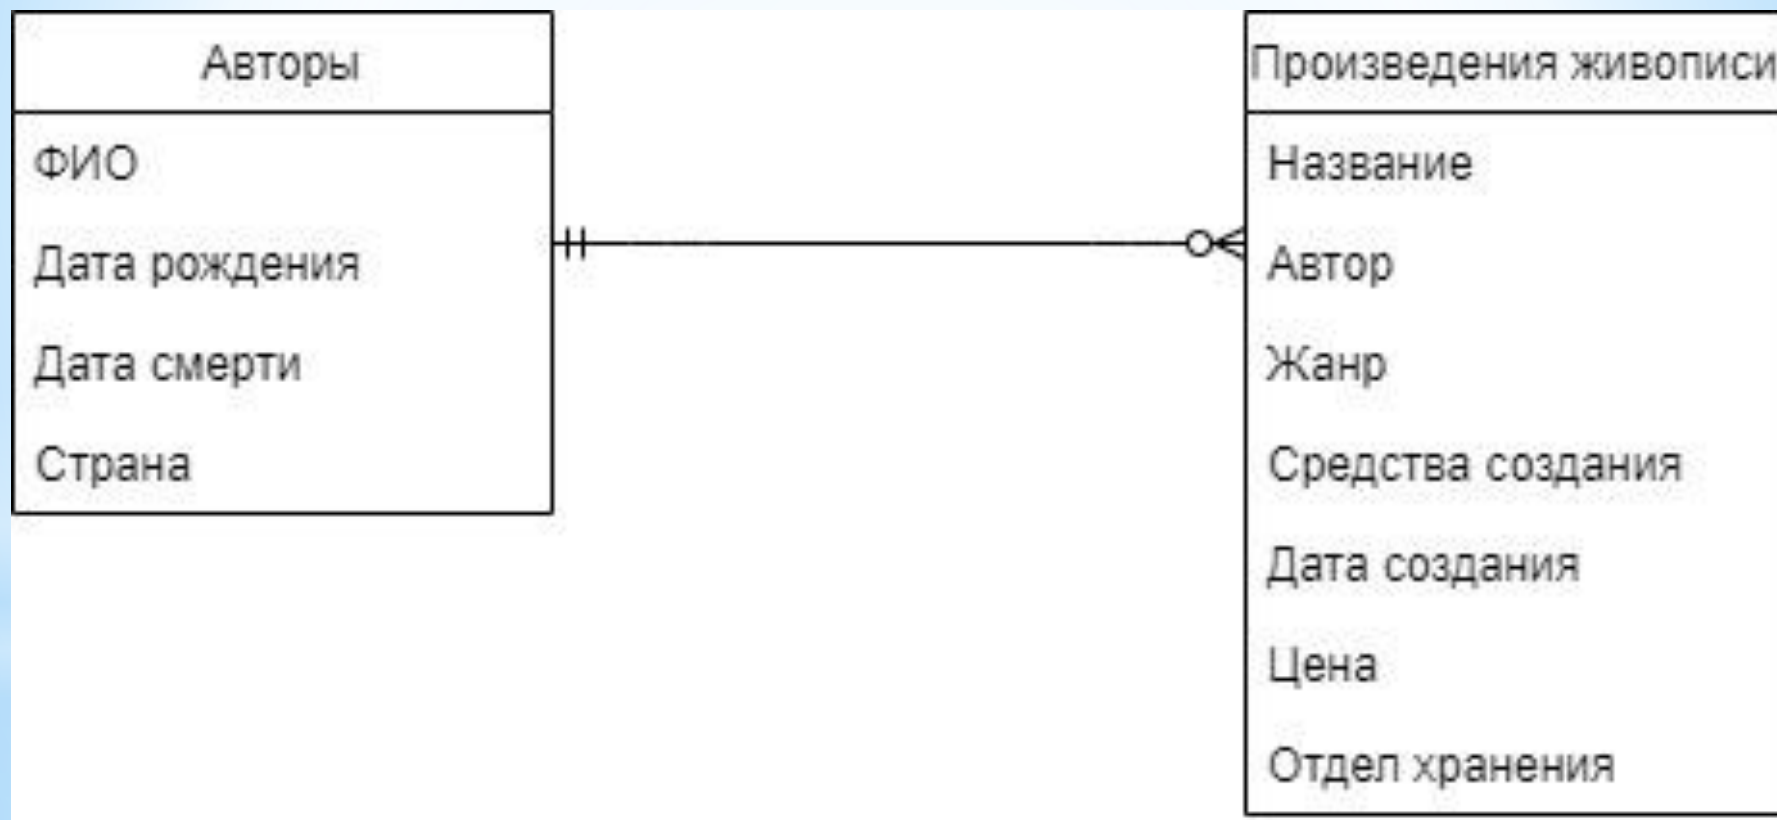 Авторы
ФИО
Дата рождения
Дата смерти
Страна
Произведения живописи
Название
Автор
Жанр
Средства создания
Дата создания
Цена
Отдел хранения